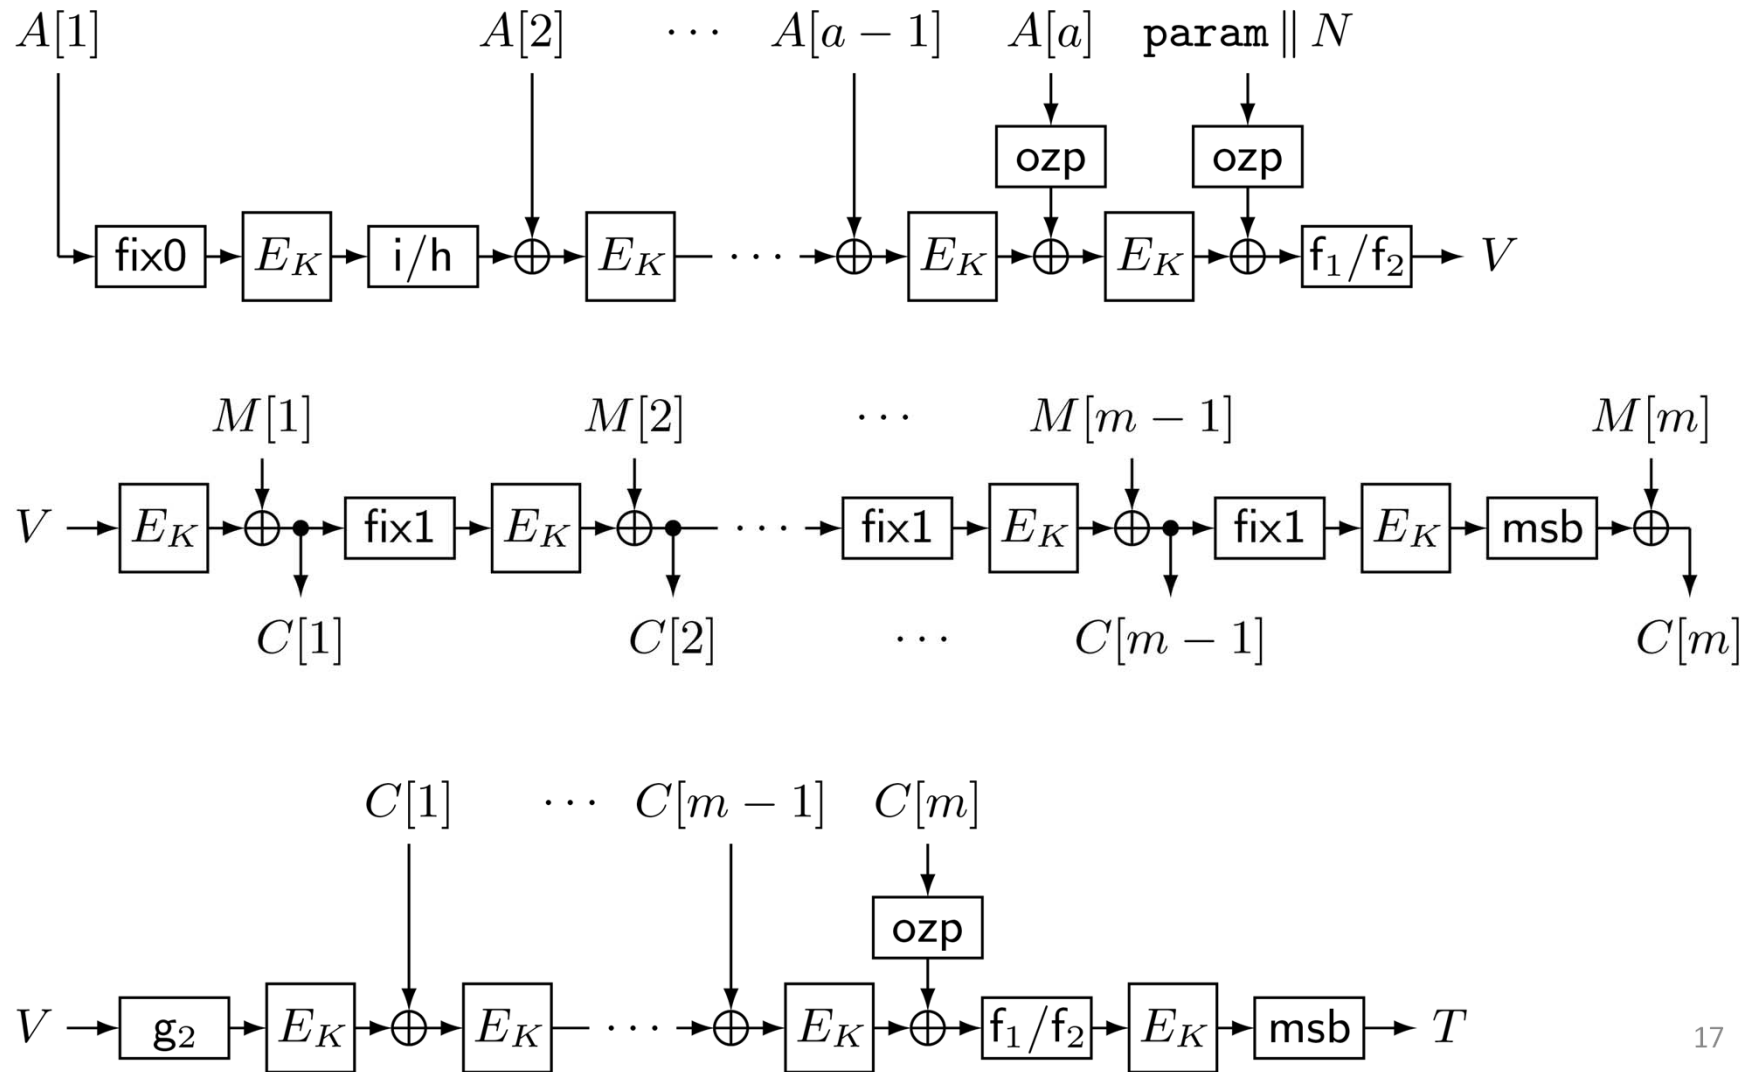 A[1] A[2] ⋯ A[a − 1] A[a] param ∥ N
ozp ozp
fix0 E_K i/h ⊕ E_K ⋯ ⊕ E_K ⊕ E_K ⊕ f₁/f₂ V
M[1] M[2] ⋯ M[m − 1] M[m]
V E_K ⊕ fix1 E_K ⊕ ⋯ fix1 E_K ⊕ fix1 E_K msb ⊕
C[1] C[2] ⋯ C[m − 1] C[m]
C[1] ⋯ C[m − 1] C[m]
ozp
V g₂ E_K ⊕ E_K ⋯ ⊕ E_K ⊕ f₁/f₂ E_K msb T
17